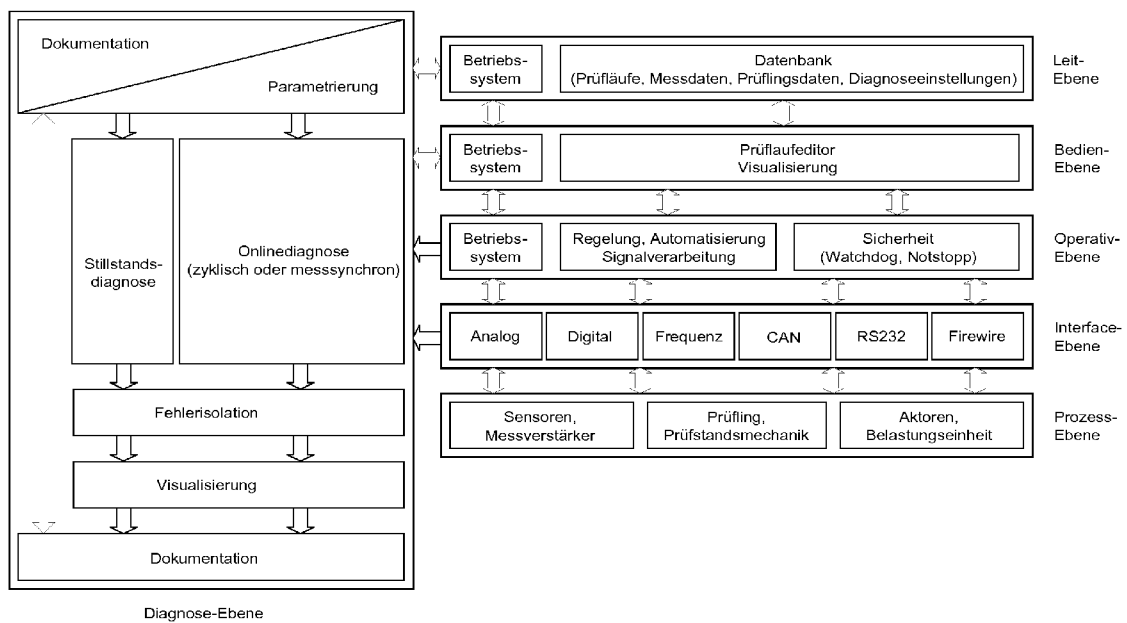 Dokumentation
Parametrierung
Stillstands-
diagnose
Onlinediagnose
(zyklisch oder messsynchron)
Fehlerisolation
Visualisierung
Dokumentation
Diagnose-Ebene
Betriebs-
system
Datenbank
(Prüfläufe, Messdaten, Prüflingsdaten, Diagnoseeinstellungen)
Leit-
Ebene
Betriebs-
system
Prüflaufeditor
Visualisierung
Bedien-
Ebene
Betriebs-
system
Regelung, Automatisierung
Signalverarbeitung
Sicherheit
(Watchdog, Notstopp)
Operativ-
Ebene
Analog
Digital
Frequenz
CAN
RS232
Firewire
Interface-
Ebene
Sensoren,
Messverstärker
Prüfling,
Prüfstandsmechanik
Aktoren,
Belastungseinheit
Prozess-
Ebene